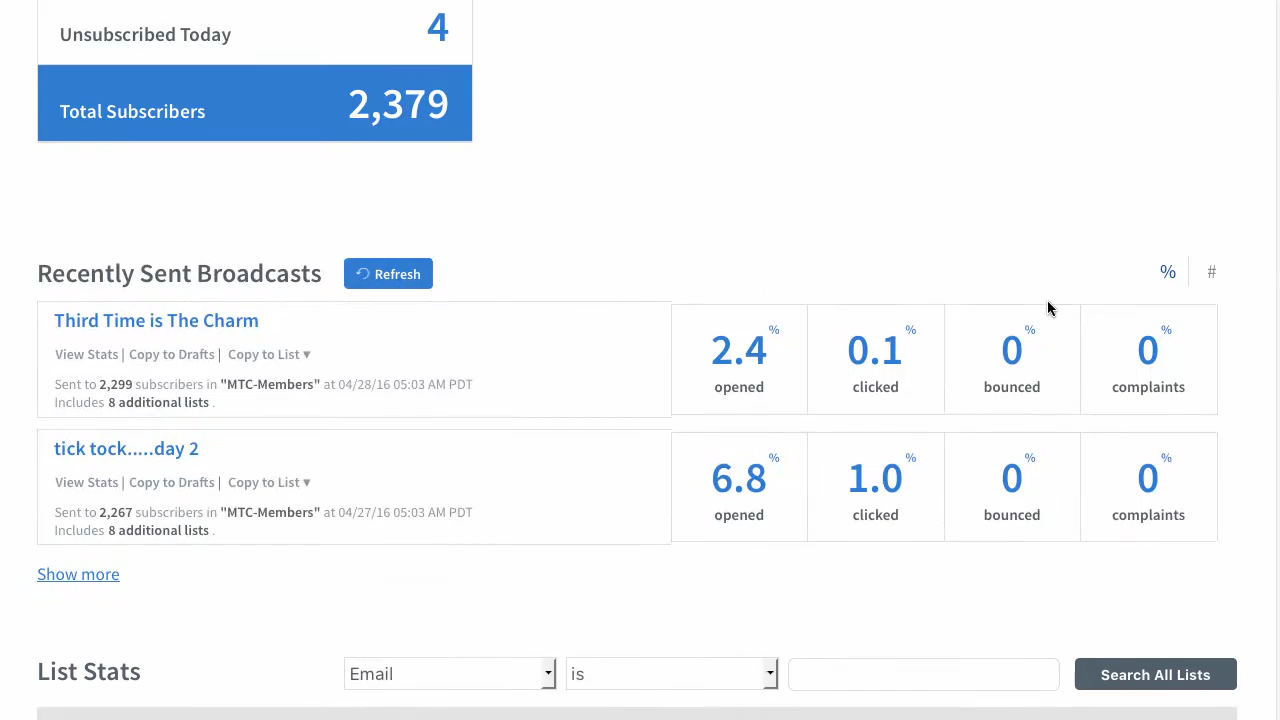 Unsubscribed Today 4
Total Subscribers 2,379
Recently Sent Broadcasts Refresh % #
Third Time is The Charm
View Stats | Copy to Drafts | Copy to List ▾
Sent to 2,299 subscribers in "MTC-Members" at 04/28/16 05:03 AM PDT
Includes 8 additional lists .
2.4 % 0.1 % 0 % 0 %
opened clicked bounced complaints
tick tock.....day 2
View Stats | Copy to Drafts | Copy to List ▾
Sent to 2,267 subscribers in "MTC-Members" at 04/27/16 05:03 AM PDT
Includes 8 additional lists .
6.8 % 1.0 % 0 % 0 %
opened clicked bounced complaints
Show more
List Stats Email is Search All Lists